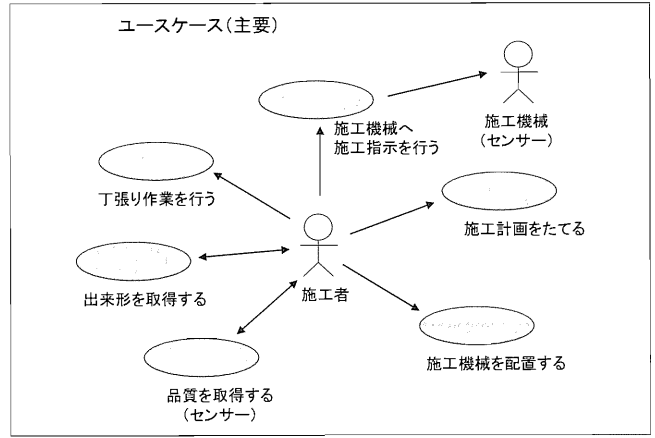 ユースケース(主要)
施工機械へ
施工指示を行う
施工機械
(センサー)
丁張り作業を行う
施工計画をたてる
出来形を取得する
施工者
施工機械を配置する
品質を取得する
(センサー)